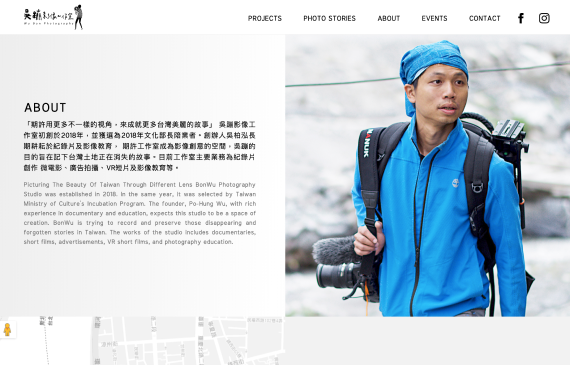 吳蹦影像工作室
Wu Bon Photography
PROJECTS PHOTO STORIES ABOUT EVENTS CONTACT
ABOUT
「期許用更多不一樣的視角，來成就更多台灣美麗的故事」 吳蹦影像工
作室初創於2018年，並獲選為2018年文化部長陪業者。創辦人吳柏泓長
期耕耘於紀錄片及影像教育， 期許工作室成為影像創意的空間，吳蹦的
目的旨在記下台灣土地正在消失的故事。目前工作室主要業務為紀錄片
創作 微電影、廣告拍攝、VR短片及影像教育等。
Picturing The Beauty Of Taiwan Through Different Lens BonWu Photography
Studio was established in 2018. In the same year, it was selected by Taiwan
Ministry of Culture's Incubation Program. The founder, Po-Hung Wu, with rich
experience in documentary and education, expects this studio to be a space of
creation. BonWu is trying to record and preserve those disappearing and
forgotten stories in Taiwan. The works of the studio includes documentaries,
short films, advertisements, VR short films, and photography education.